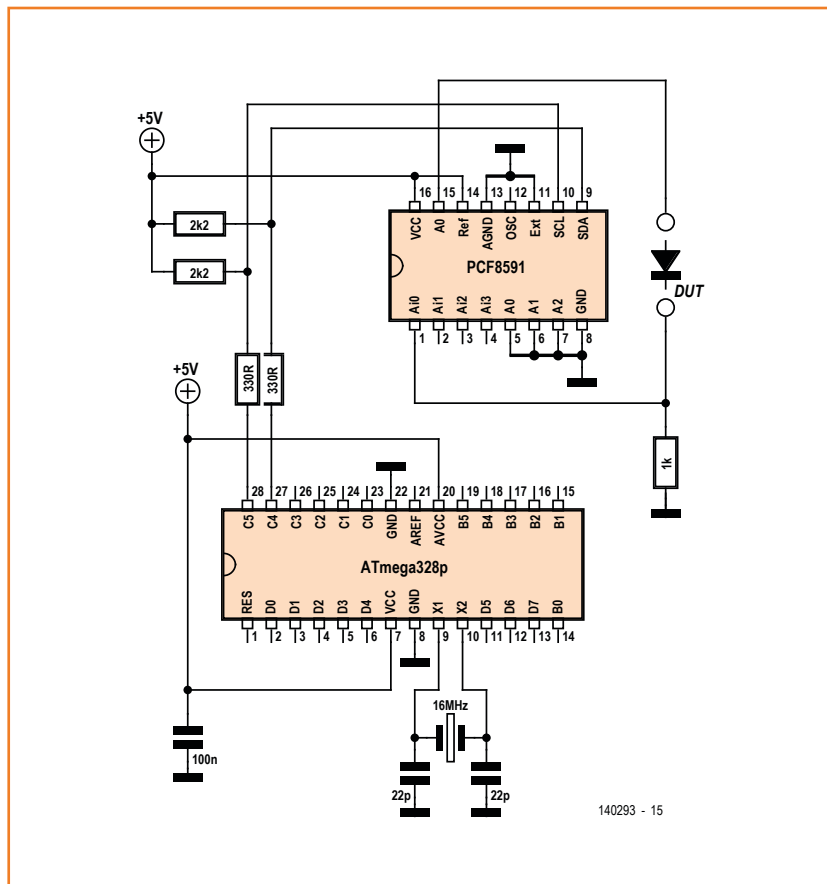 +5V
2k2
2k2
16 15 14 13 12 11 10 9
VCC A0 Ref AGND OSC Ext SCL SDA
PCF8591
Ai0 Ai1 Ai2 Ai3 A0 A1 A2 GND
1 2 3 4 5 6 7 8
DUT
+5V
330R 330R
1k
28 27 26 25 24 23 22 21 20 19 18 17 16 15
C5 C4 C3 C2 C1 C0 GND AREF AVCC B5 B4 B3 B2 B1
ATmega328p
RES D0 D1 D2 D3 D4 VCC GND X1 X2 D5 D6 D7 B0
1 2 3 4 5 6 7 8 9 10 11 12 13 14
16MHz
100n
22p 22p
140293 - 15